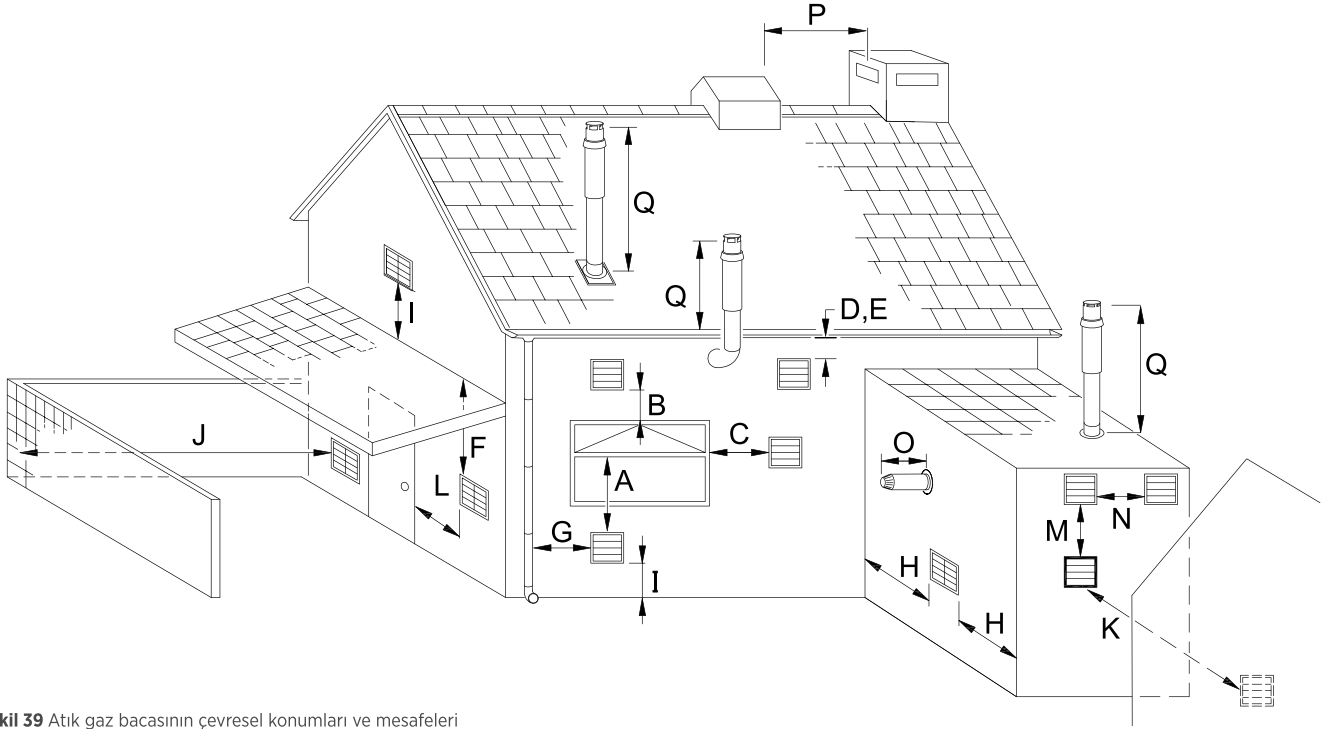 P
Q
Q
D,E
I
Q
B
J
F
C
O
A
L
N
G
M
H
I
H
K
kil 39 Atık gaz bacasının çevresel konumları ve mesafeleri